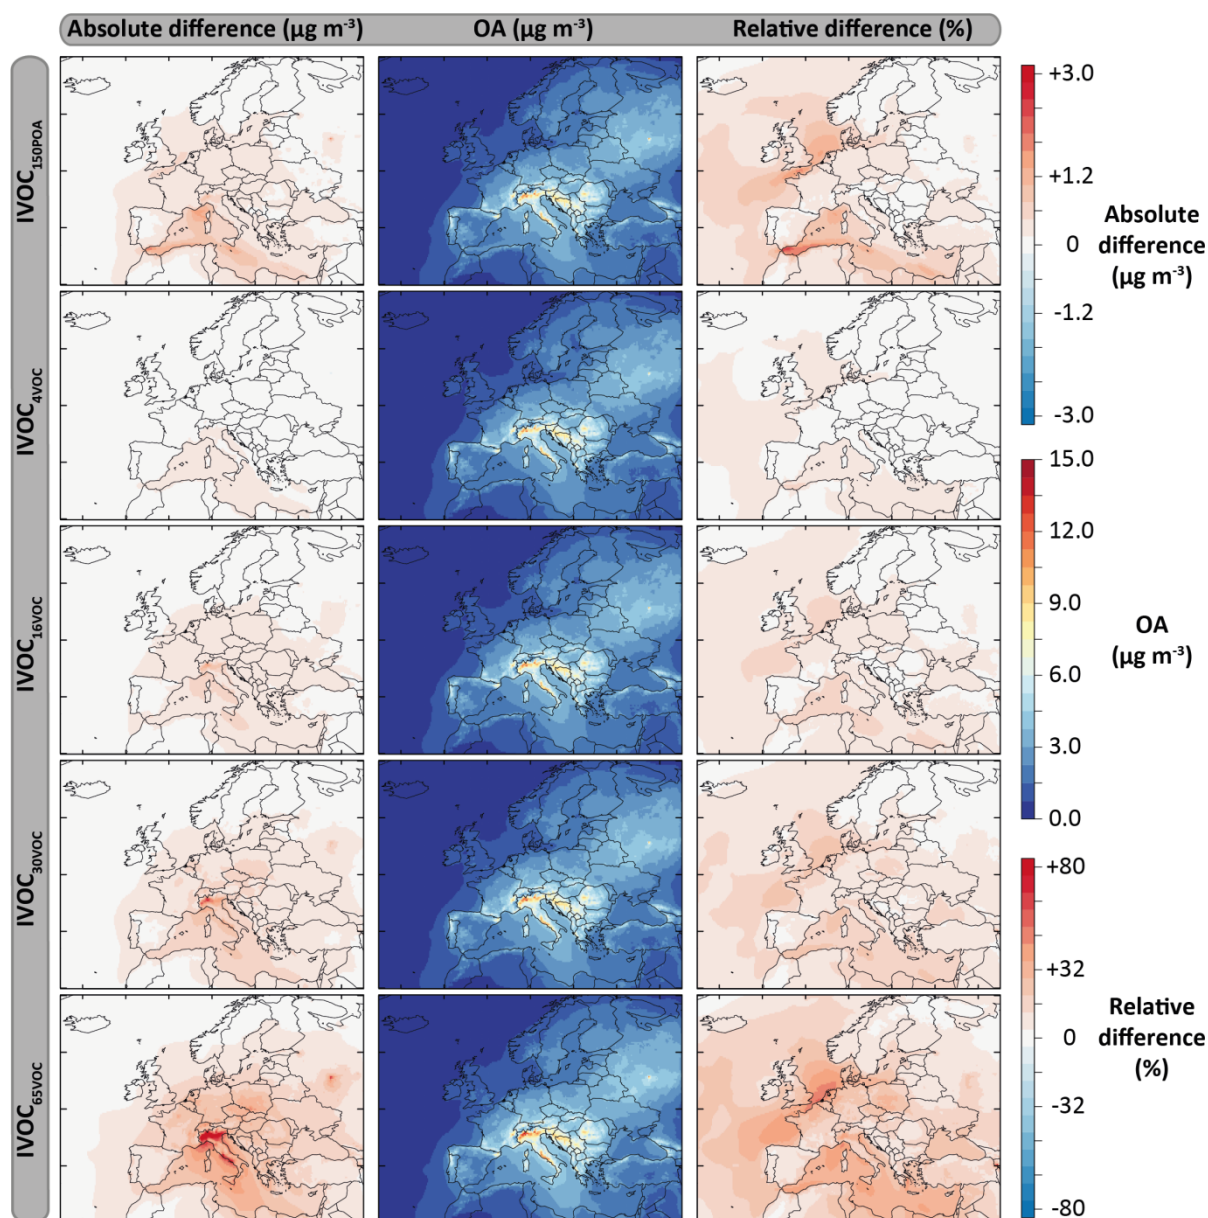 Absolute difference (µg m-3) OA (µg m-3) Relative difference (%)
IVOC150POA
IVOC4VOC
IVOC16VOC
IVOC30VOC
IVOC65VOC
+3.0
+1.2
0
-1.2
-3.0
Absolute
difference
(µg m-3)
15.0
12.0
9.0
6.0
3.0
0.0
OA
(µg m-3)
+80
+32
0
-32
-80
Relative
difference
(%)